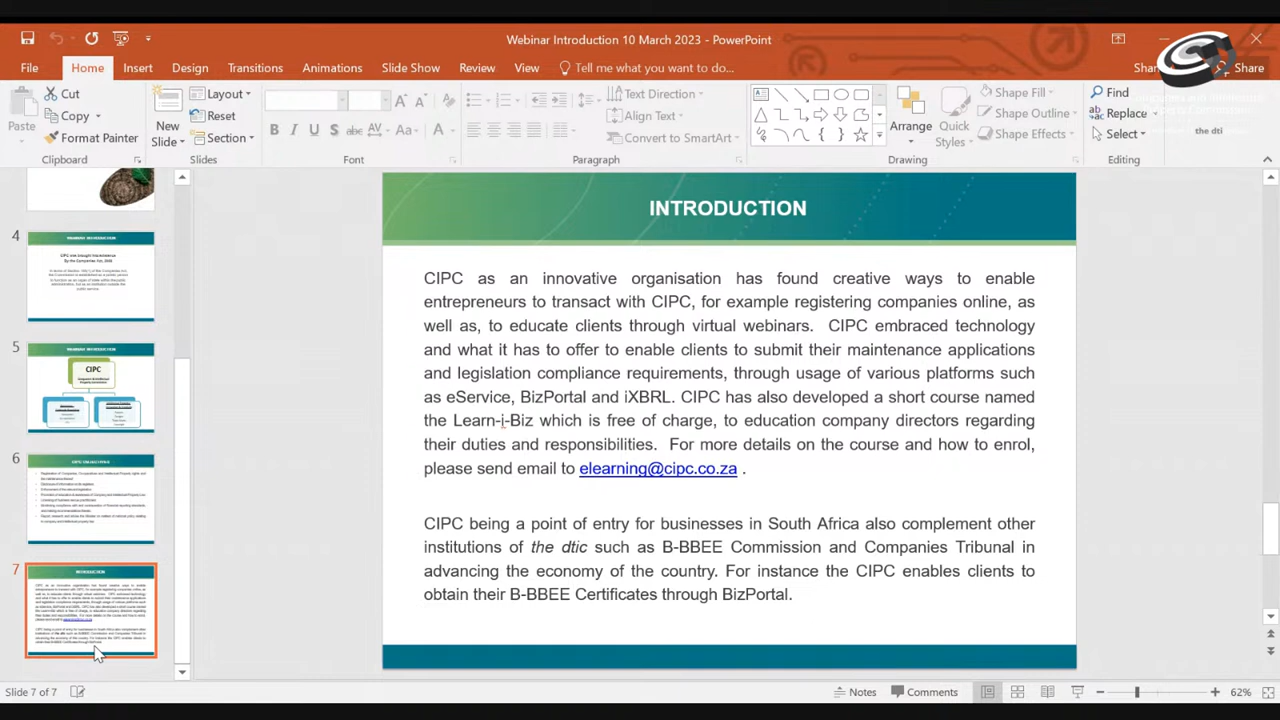 Webinar Introduction 10 March 2023 - PowerPoint
File Home Insert Design Transitions Animations Slide Show Review View Tell me what you want to do... Share
Cut
Copy
Format Painter
Paste
Clipboard
New Slide
Layout
Reset
Section
Slides
Font
Text Direction
Align Text
Convert to SmartArt
Paragraph
Arrange
Quick Styles
Shape Fill
Shape Outline
Shape Effects
Drawing
Find
Replace
Select
Editing
the dti
4
WEBINAR INTRODUCTION
5
WEBINAR INTRODUCTION
CIPC
6
7
INTRODUCTION
INTRODUCTION
CIPC as an innovative organisation has found creative ways to enable
entrepreneurs to transact with CIPC, for example registering companies online, as
well as, to educate clients through virtual webinars. CIPC embraced technology
and what it has to offer to enable clients to submit their maintenance applications
and legislation compliance requirements, through usage of various platforms such
as eService, BizPortal and iXBRL. CIPC has also developed a short course named
the Learn-i-Biz which is free of charge, to education company directors regarding
their duties and responsibilities. For more details on the course and how to enrol,
please send email to elearning@cipc.co.za .
CIPC being a point of entry for businesses in South Africa also complement other
institutions of the dtic such as B-BBEE Commission and Companies Tribunal in
advancing the economy of the country. For instance the CIPC enables clients to
obtain their B-BBEE Certificates through BizPortal.
Slide 7 of 7
Notes
Comments
62%